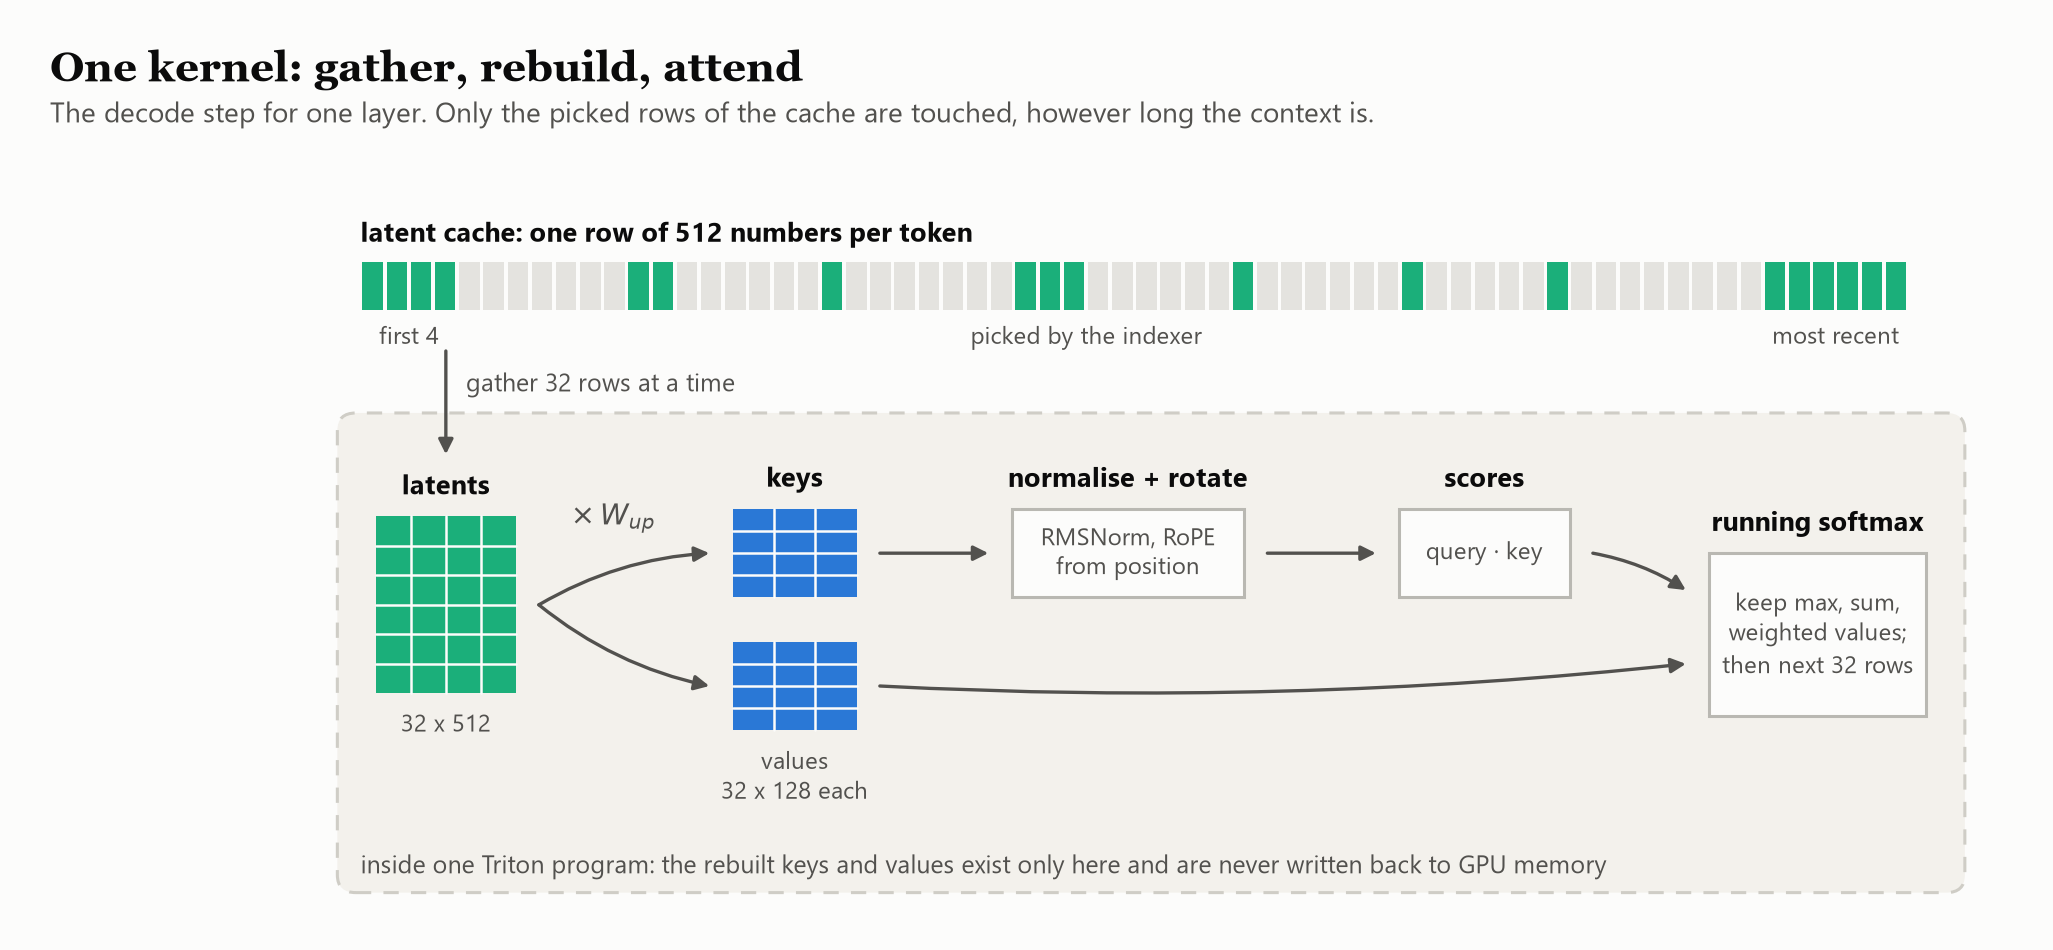 One kernel: gather, rebuild, attend
The decode step for one layer. Only the picked rows of the cache are touched, however long the context is.
latent cache: one row of 512 numbers per token
first 4
picked by the indexer
most recent
gather 32 rows at a time
latents
× W_up
keys
normalise + rotate
scores
running softmax
RMSNorm, RoPE
from position
query · key
keep max, sum,
weighted values;
then next 32 rows
32 x 512
values
32 x 128 each
inside one Triton program: the rebuilt keys and values exist only here and are never written back to GPU memory